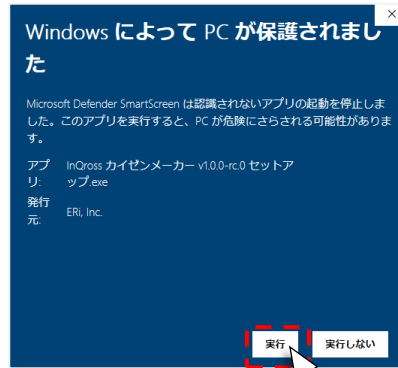 Windows によって PC が保護されまし
た
Microsoft Defender SmartScreen は認識されないアプリの起動を停止しま
した。このアプリを実行すると、PC が危険にさらされる可能性がありま
す。
アプ InQross カイゼンメーカー v1.0.0-rc.0 セットア
リ: ップ.exe
発行
元: ERi, Inc.
実行 実行しない